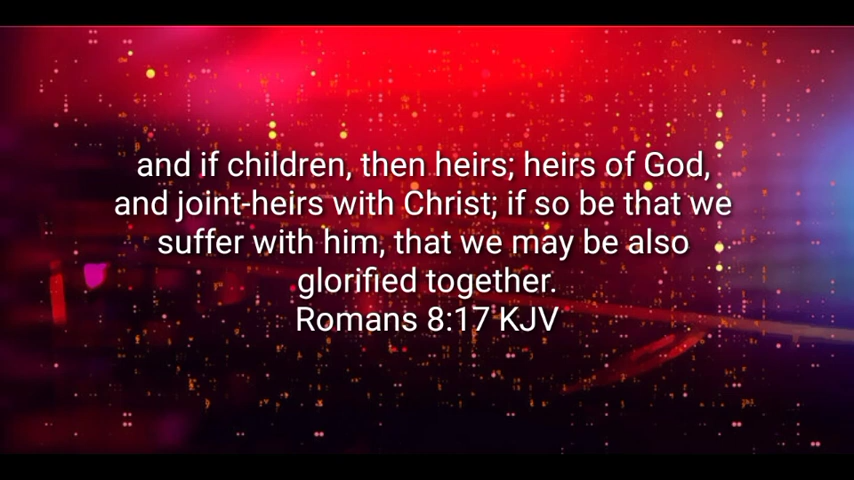 and if children, then heirs; heirs of God,
and joint-heirs with Christ; if so be that we
suffer with him, that we may be also
glorified together.
Romans 8:17 KJV